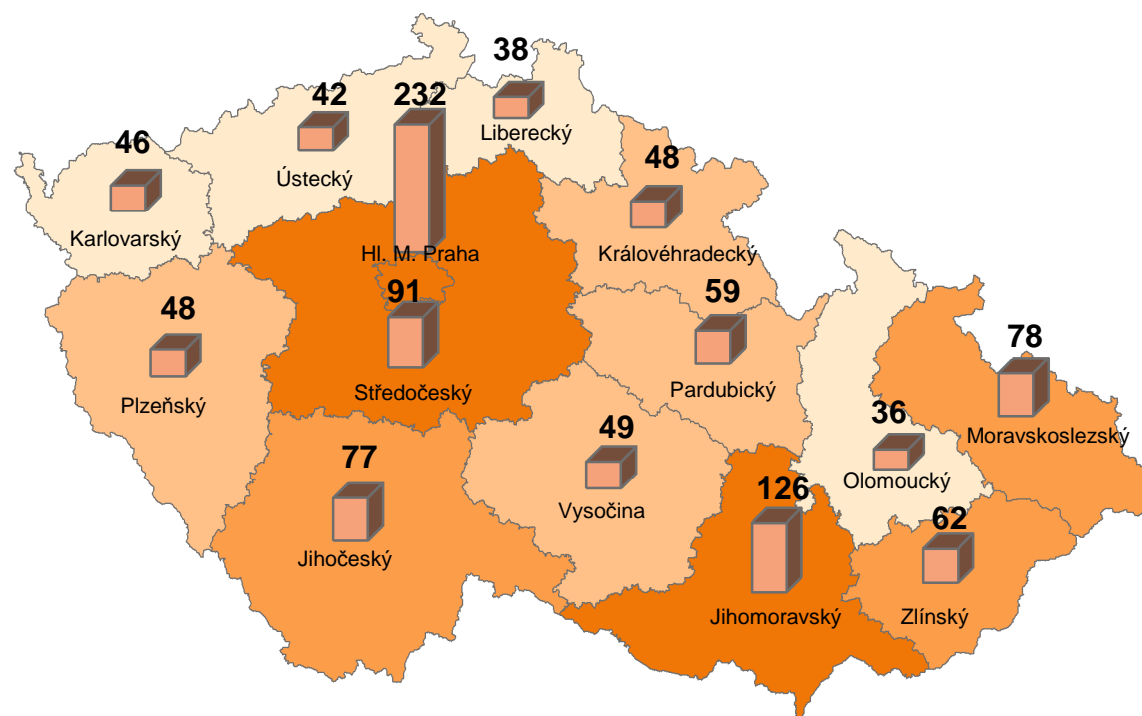 38
Liberecký
42
Ústecký
232
Hl. M. Praha
46
Karlovarský
48
Královéhradecký
91
Středočeský
59
Pardubický
48
Plzeňský
78
Moravskoslezský
36
Olomoucký
49
Vysočina
77
Jihočeský
126
Jihomoravský
62
Zlínský